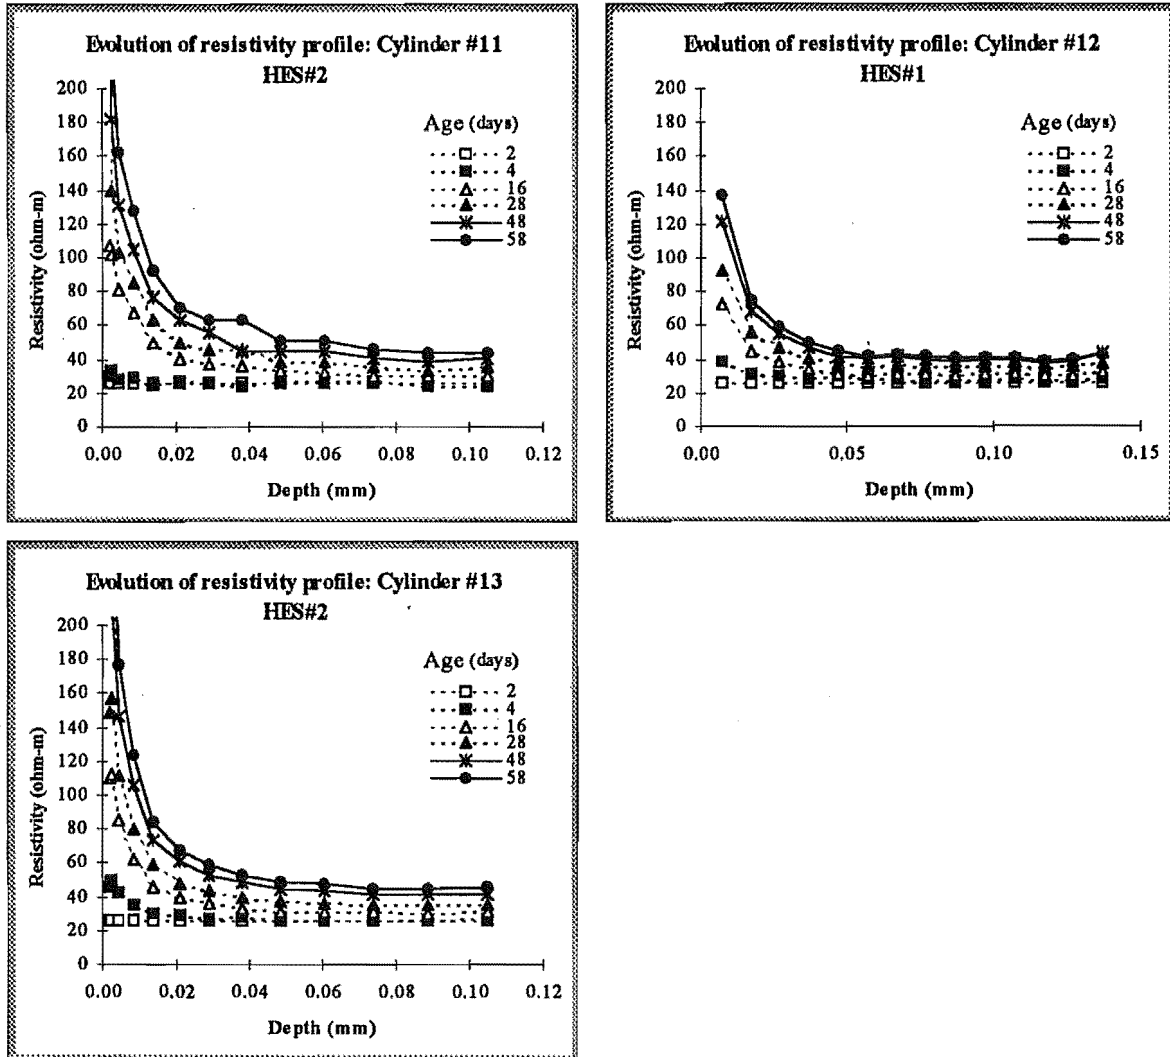 Evolution of resistivity profile: Cylinder #11
HES#2
Resistivity (ohm-m)
200
180
160
140
120
100
80
60
40
20
0
Age (days)
2
4
16
28
48
58
0.00 0.02 0.04 0.06 0.08 0.10 0.12
Depth (mm)
Evolution of resistivity profile: Cylinder #12
HES#1
Resistivity (ohm-m)
200
180
160
140
120
100
80
60
40
20
0
Age (days)
2
4
16
28
48
58
0.00 0.05 0.10 0.15
Depth (mm)
Evolution of resistivity profile: Cylinder #13
HES#2
Resistivity (ohm-m)
200
180
160
140
120
100
80
60
40
20
0
Age (days)
2
4
16
28
48
58
0.00 0.02 0.04 0.06 0.08 0.10 0.12
Depth (mm)